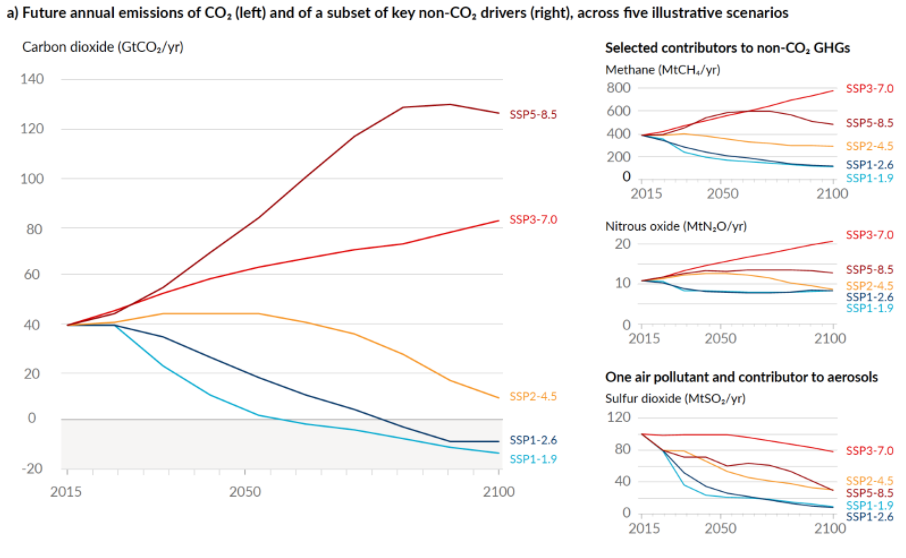 a) Future annual emissions of CO₂ (left) and of a subset of key non-CO₂ drivers (right), across five illustrative scenarios
Carbon dioxide (GtCO₂/yr)
140
120
100
80
60
40
20
0
-20
2015
2050
2100
SSP5-8.5
SSP3-7.0
SSP2-4.5
SSP1-2.6
SSP1-1.9
Selected contributors to non-CO₂ GHGs
Methane (MtCH₄/yr)
800
600
400
200
0
2015
2050
2100
SSP3-7.0
SSP5-8.5
SSP2-4.5
SSP1-2.6
SSP1-1.9
Nitrous oxide (MtN₂O/yr)
20
10
0
2015
2050
2100
SSP3-7.0
SSP5-8.5
SSP2-4.5
SSP1-2.6
SSP1-1.9
One air pollutant and contributor to aerosols
Sulfur dioxide (MtSO₂/yr)
120
80
40
0
2015
2050
2100
SSP3-7.0
SSP2-4.5
SSP5-8.5
SSP1-1.9
SSP1-2.6